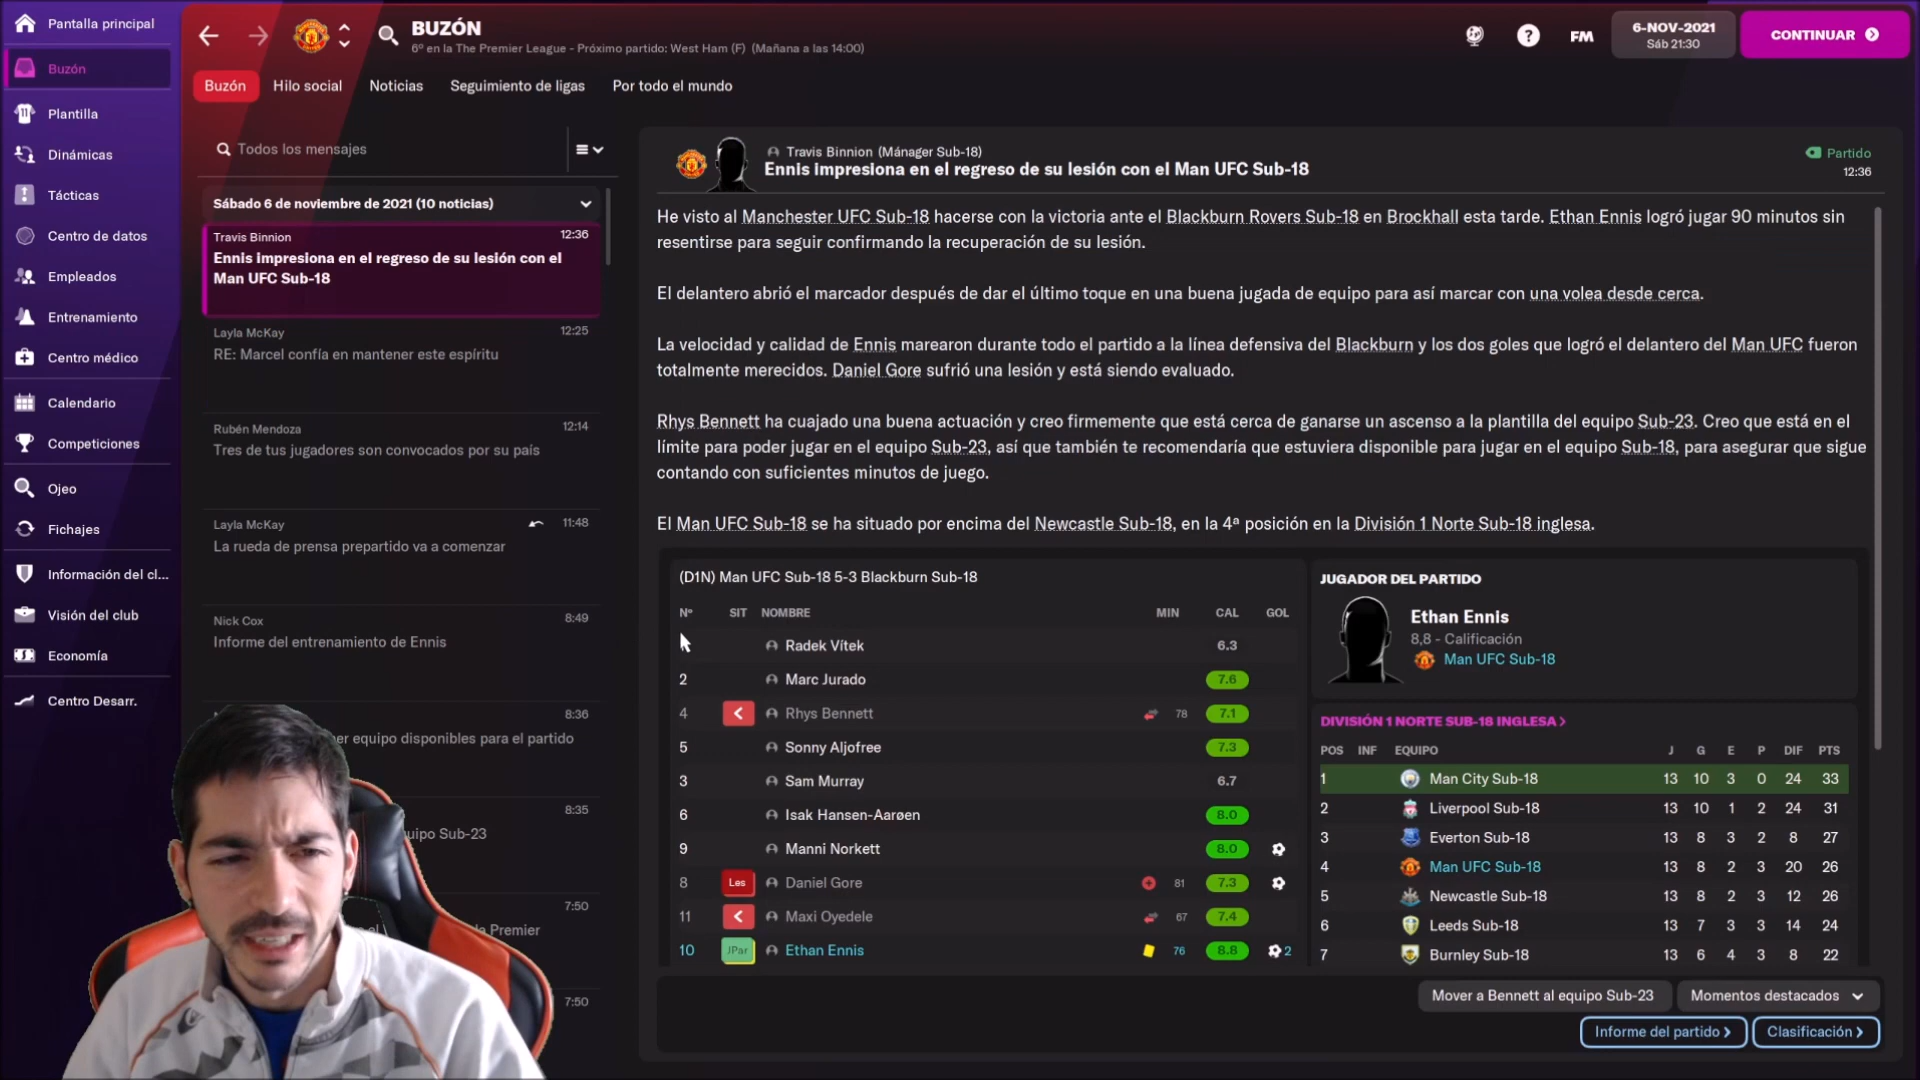 Pantalla principal
Buzón
Plantilla
Dinámicas
Tácticas
Centro de datos
Empleados
Entrenamiento
Centro médico
Calendario
Competiciones
Ojeo
Fichajes
Información del cl...
Visión del club
Economía
Centro Desarr.
BUZÓN
6º en la The Premier League - Próximo partido: West Ham (F) (Mañana a las 14:00)
FM
6-NOV-2021
Sáb 21:30
CONTINUAR
Buzón Hilo social Noticias Seguimiento de ligas Por todo el mundo
Todos los mensajes
Sábado 6 de noviembre de 2021 (10 noticias)
Travis Binnion 12:36
Ennis impresiona en el regreso de su lesión con el
Man UFC Sub-18
Layla McKay 12:25
RE: Marcel confía en mantener este espíritu
Rubén Mendoza 12:14
Tres de tus jugadores son convocados por su país
Layla McKay 11:48
La rueda de prensa prepartido va a comenzar
Nick Cox 8:49
Informe del entrenamiento de Ennis
8:36
equipo disponibles para el partido
8:35
Sub-23
7:50
Premier
7:50
Travis Binnion (Mánager Sub-18)
Ennis impresiona en el regreso de su lesión con el Man UFC Sub-18
Partido
12:36
He visto al Manchester UFC Sub-18 hacerse con la victoria ante el Blackburn Rovers Sub-18 en Brockhall esta tarde. Ethan Ennis logró jugar 90 minutos sin
resentirse para seguir confirmando la recuperación de su lesión.
El delantero abrió el marcador después de dar el último toque en una buena jugada de equipo para así marcar con una volea desde cerca.
La velocidad y calidad de Ennis marearon durante todo el partido a la línea defensiva del Blackburn y los dos goles que logró el delantero del Man UFC fueron
totalmente merecidos. Daniel Gore sufrió una lesión y está siendo evaluado.
Rhys Bennett ha cuajado una buena actuación y creo firmemente que está cerca de ganarse un ascenso a la plantilla del equipo Sub-23. Creo que está en el
límite para poder jugar en el equipo Sub-23, así que también te recomendaría que estuviera disponible para jugar en el equipo Sub-18, para asegurar que sigue
contando con suficientes minutos de juego.
El Man UFC Sub-18 se ha situado por encima del Newcastle Sub-18, en la 4ª posición en la División 1 Norte Sub-18 inglesa.
(D1N) Man UFC Sub-18 5-3 Blackburn Sub-18
Nº SIT NOMBRE MIN CAL GOL
Radek Vítek 6.3
2 Marc Jurado 7.6
4 Rhys Bennett 78 7.1
5 Sonny Aljofree 7.3
3 Sam Murray 6.7
6 Isak Hansen-Aarøen 8.0
9 Manni Norkett 8.0
8 Les Daniel Gore 81 7.3
11 Maxi Oyedele 67 7.4
10 JPar Ethan Ennis 76 8.8 2
JUGADOR DEL PARTIDO
Ethan Ennis
8,8 - Calificación
Man UFC Sub-18
DIVISIÓN 1 NORTE SUB-18 INGLESA >
POS INF EQUIPO J G E P DIF PTS
1 Man City Sub-18 13 10 3 0 24 33
2 Liverpool Sub-18 13 10 1 2 24 31
3 Everton Sub-18 13 8 3 2 8 27
4 Man UFC Sub-18 13 8 2 3 20 26
5 Newcastle Sub-18 13 8 2 3 12 26
6 Leeds Sub-18 13 7 3 3 14 24
7 Burnley Sub-18 13 6 4 3 8 22
Mover a Bennett al equipo Sub-23 Momentos destacados
Informe del partido > Clasificación >